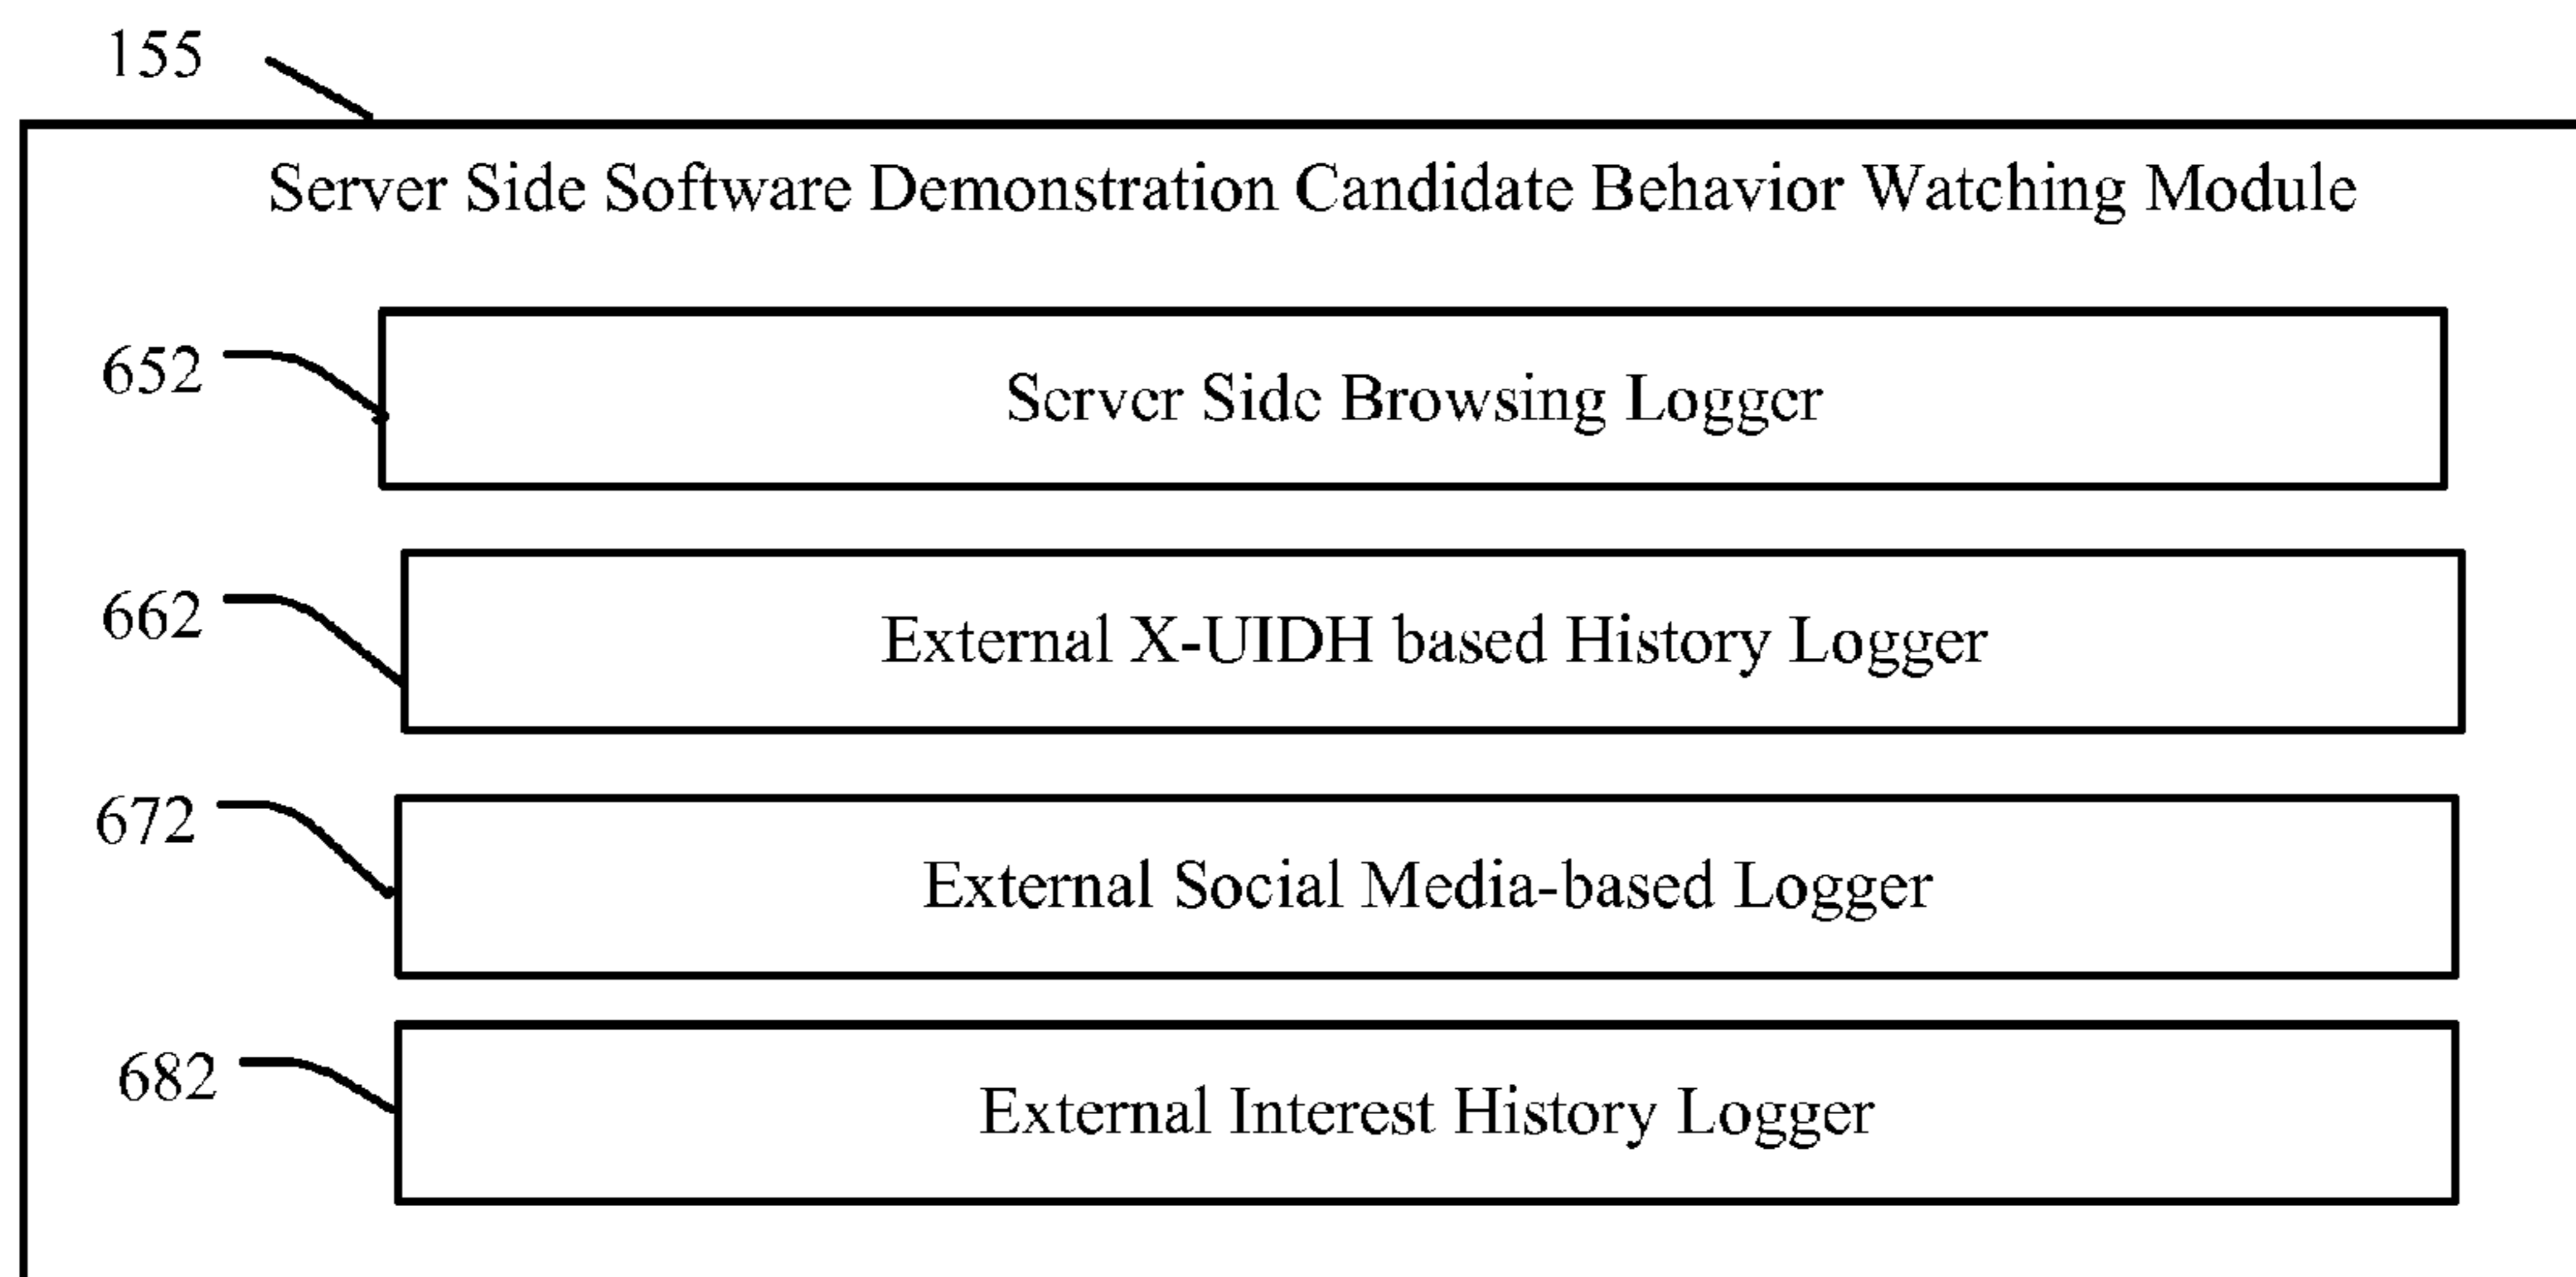 155
Server Side Software Demonstration Candidate Behavior Watching Module
652
Server Side Browsing Logger
662
External X-UIDH based History Logger
672
External Social Media-based Logger
682
External Interest History Logger